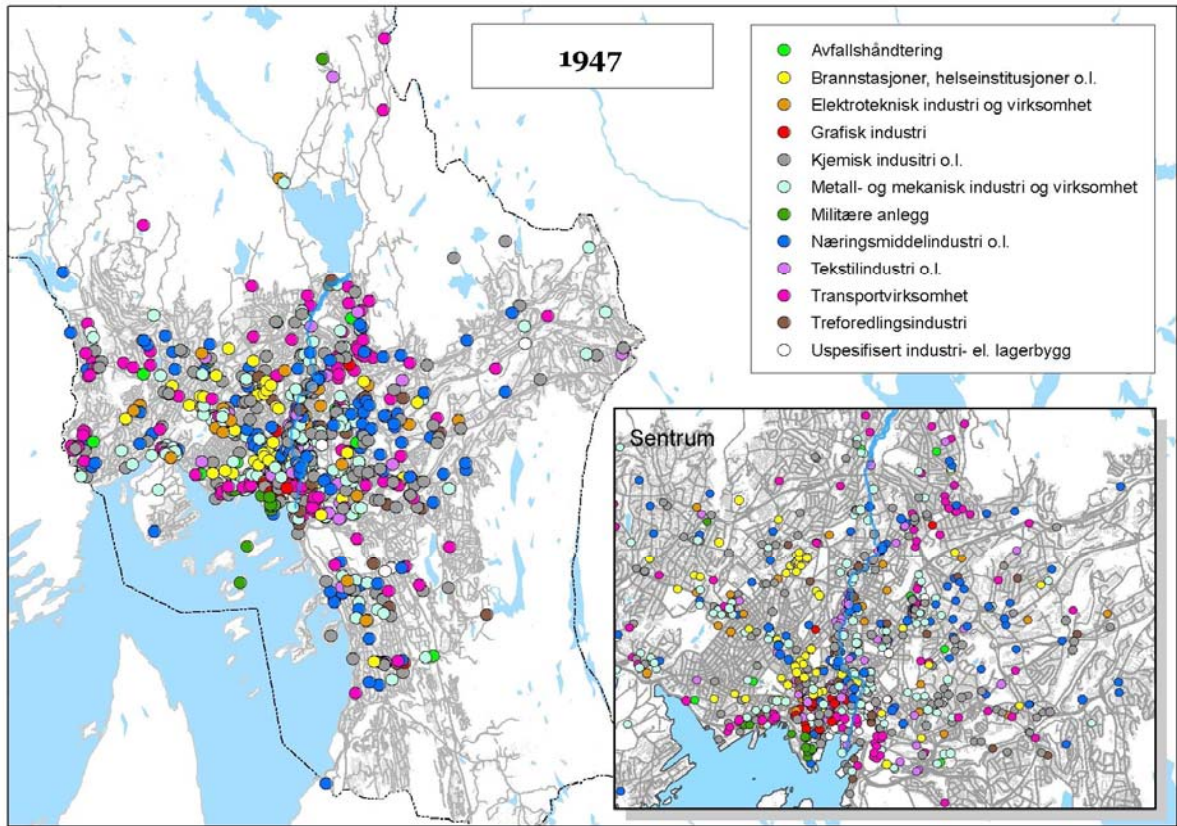 1947
Avfallshåndtering
Brannstasjoner, helseinstitusjoner o.l.
Elektroteknisk industri og virksomhet
Grafisk industri
Kjemisk indusitri o.l.
Metall- og mekanisk industri og virksomhet
Militære anlegg
Næringsmiddelindustri o.l.
Tekstilindustri o.l.
Transportvirksomhet
Treforedlingsindustri
Uspesifisert industri- el. lagerbygg
Sentrum